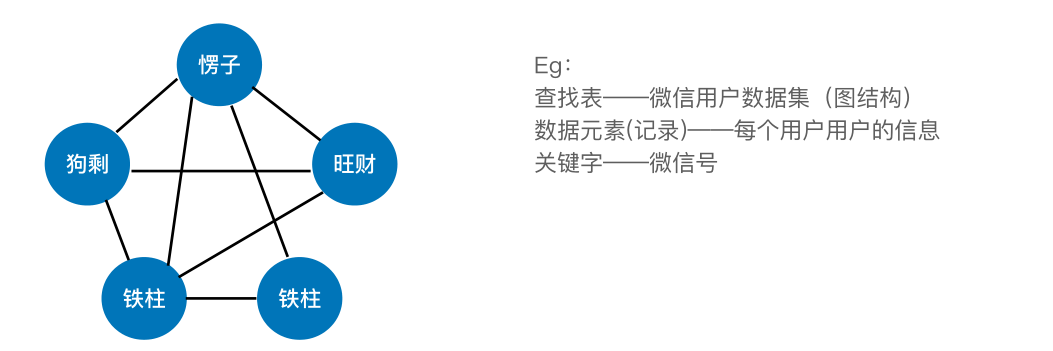 愣子
狗剩
旺财
铁柱
铁柱
Eg：
查找表——微信用户数据集（图结构）
数据元素(记录)——每个用户用户的信息
关键字——微信号